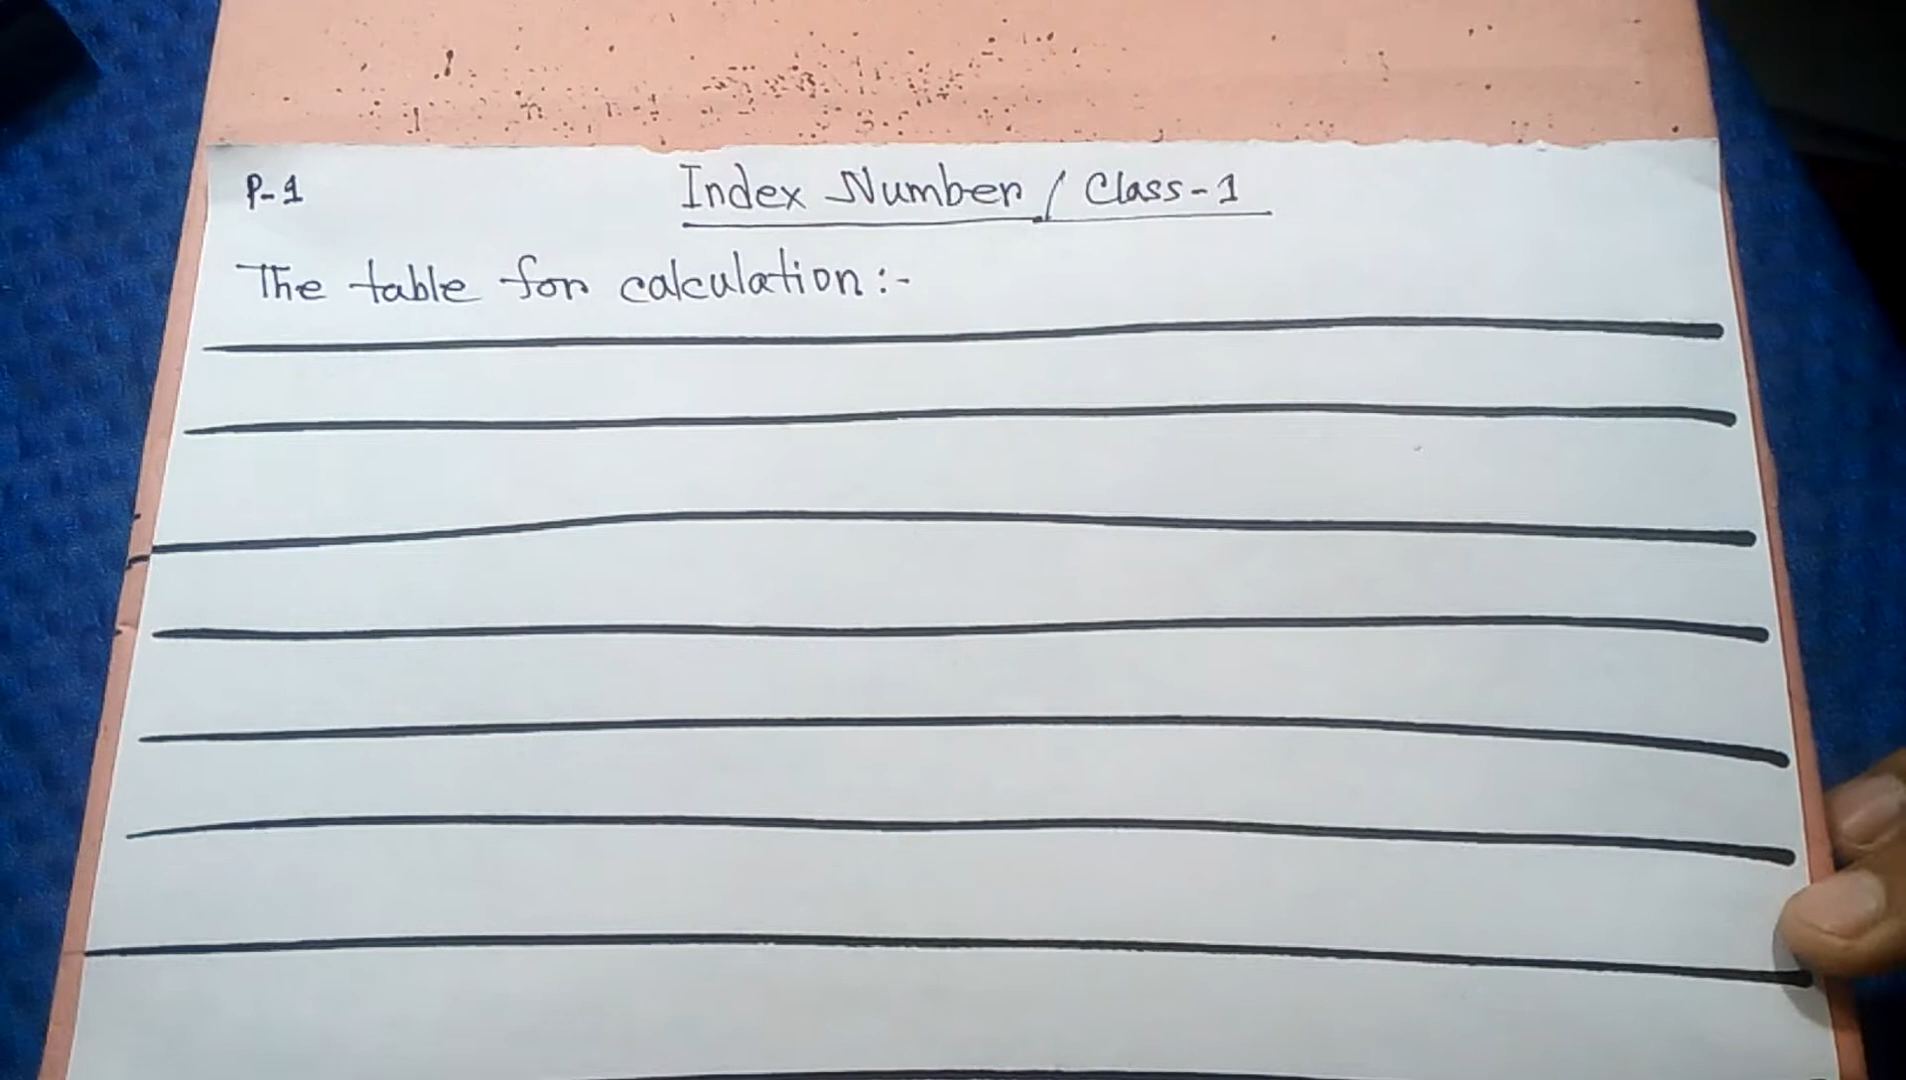 P-1
Index Number / Class-1
The table for calculation:-